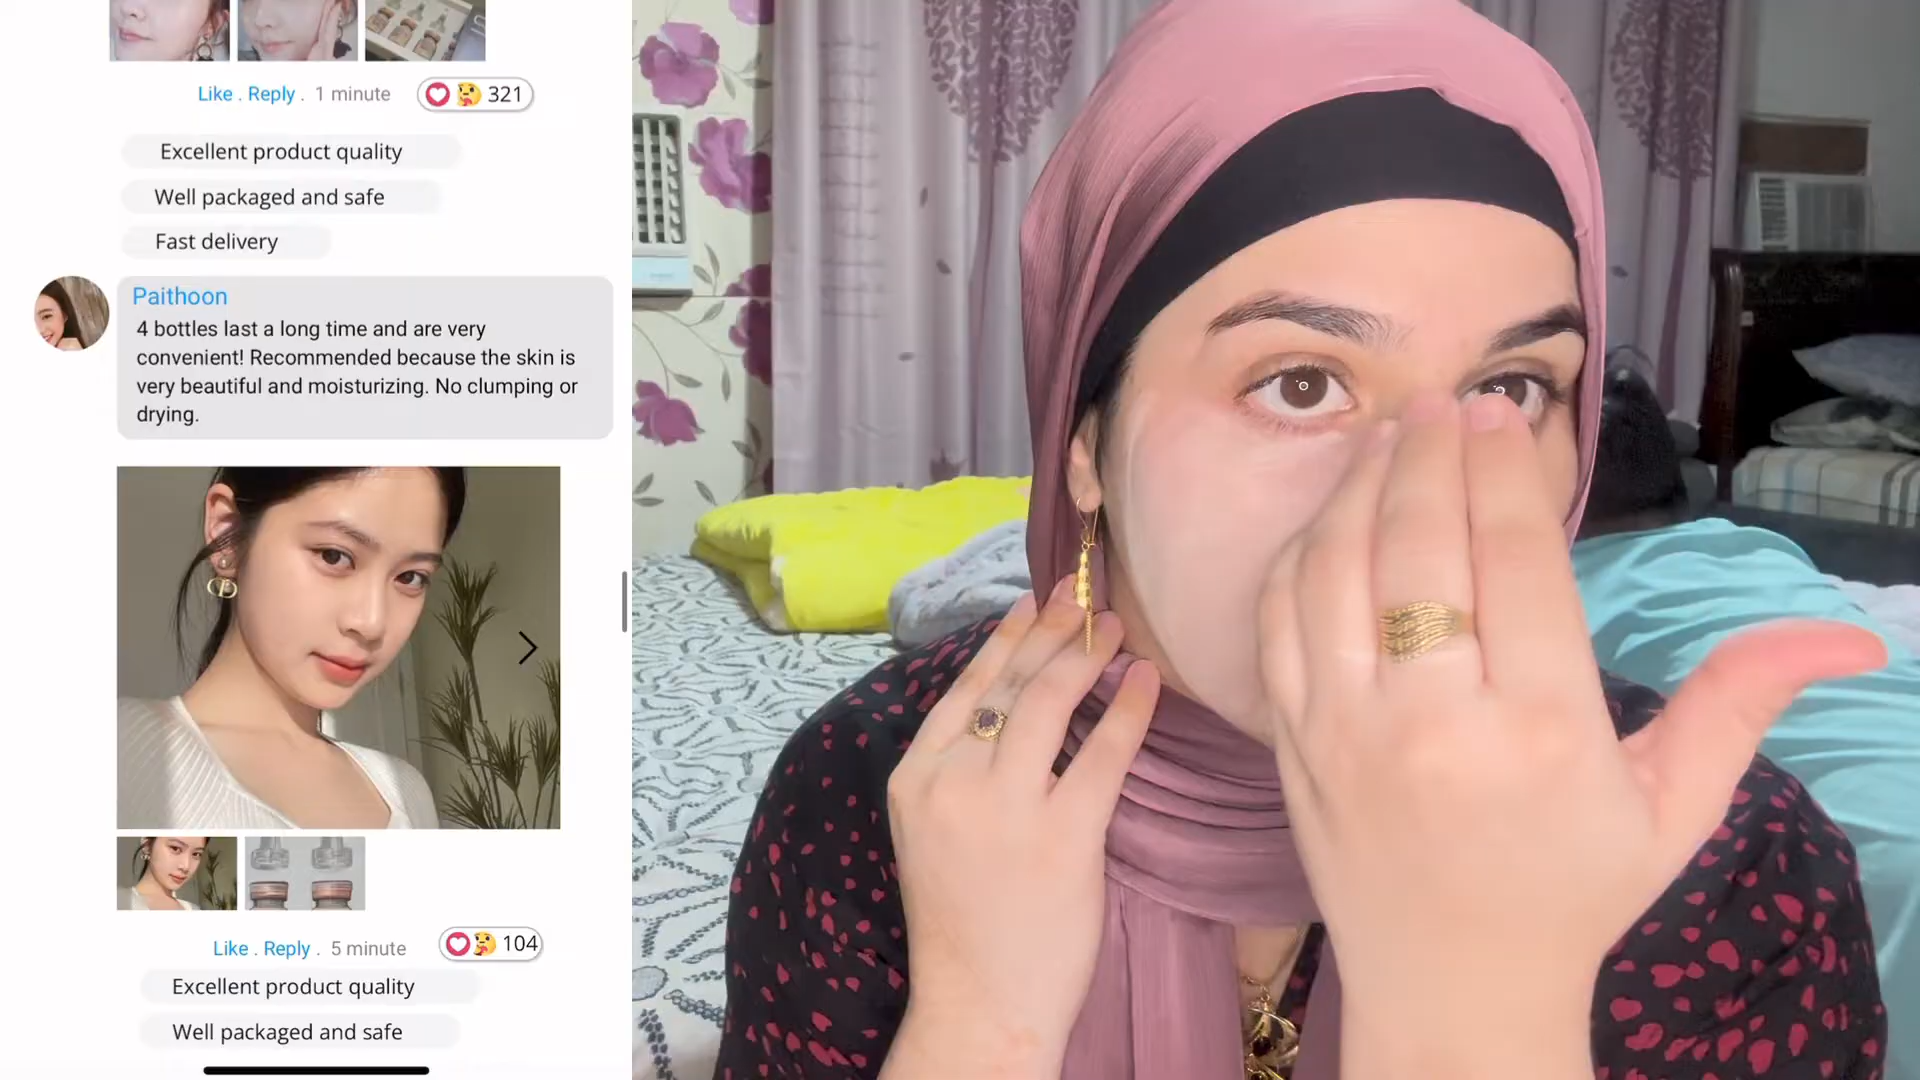 Like . Reply . 1 minute 321
Excellent product quality
Well packaged and safe
Fast delivery
Paithoon
4 bottles last a long time and are very
convenient! Recommended because the skin is
very beautiful and moisturizing. No clumping or
drying.
Like . Reply . 5 minute 104
Excellent product quality
Well packaged and safe